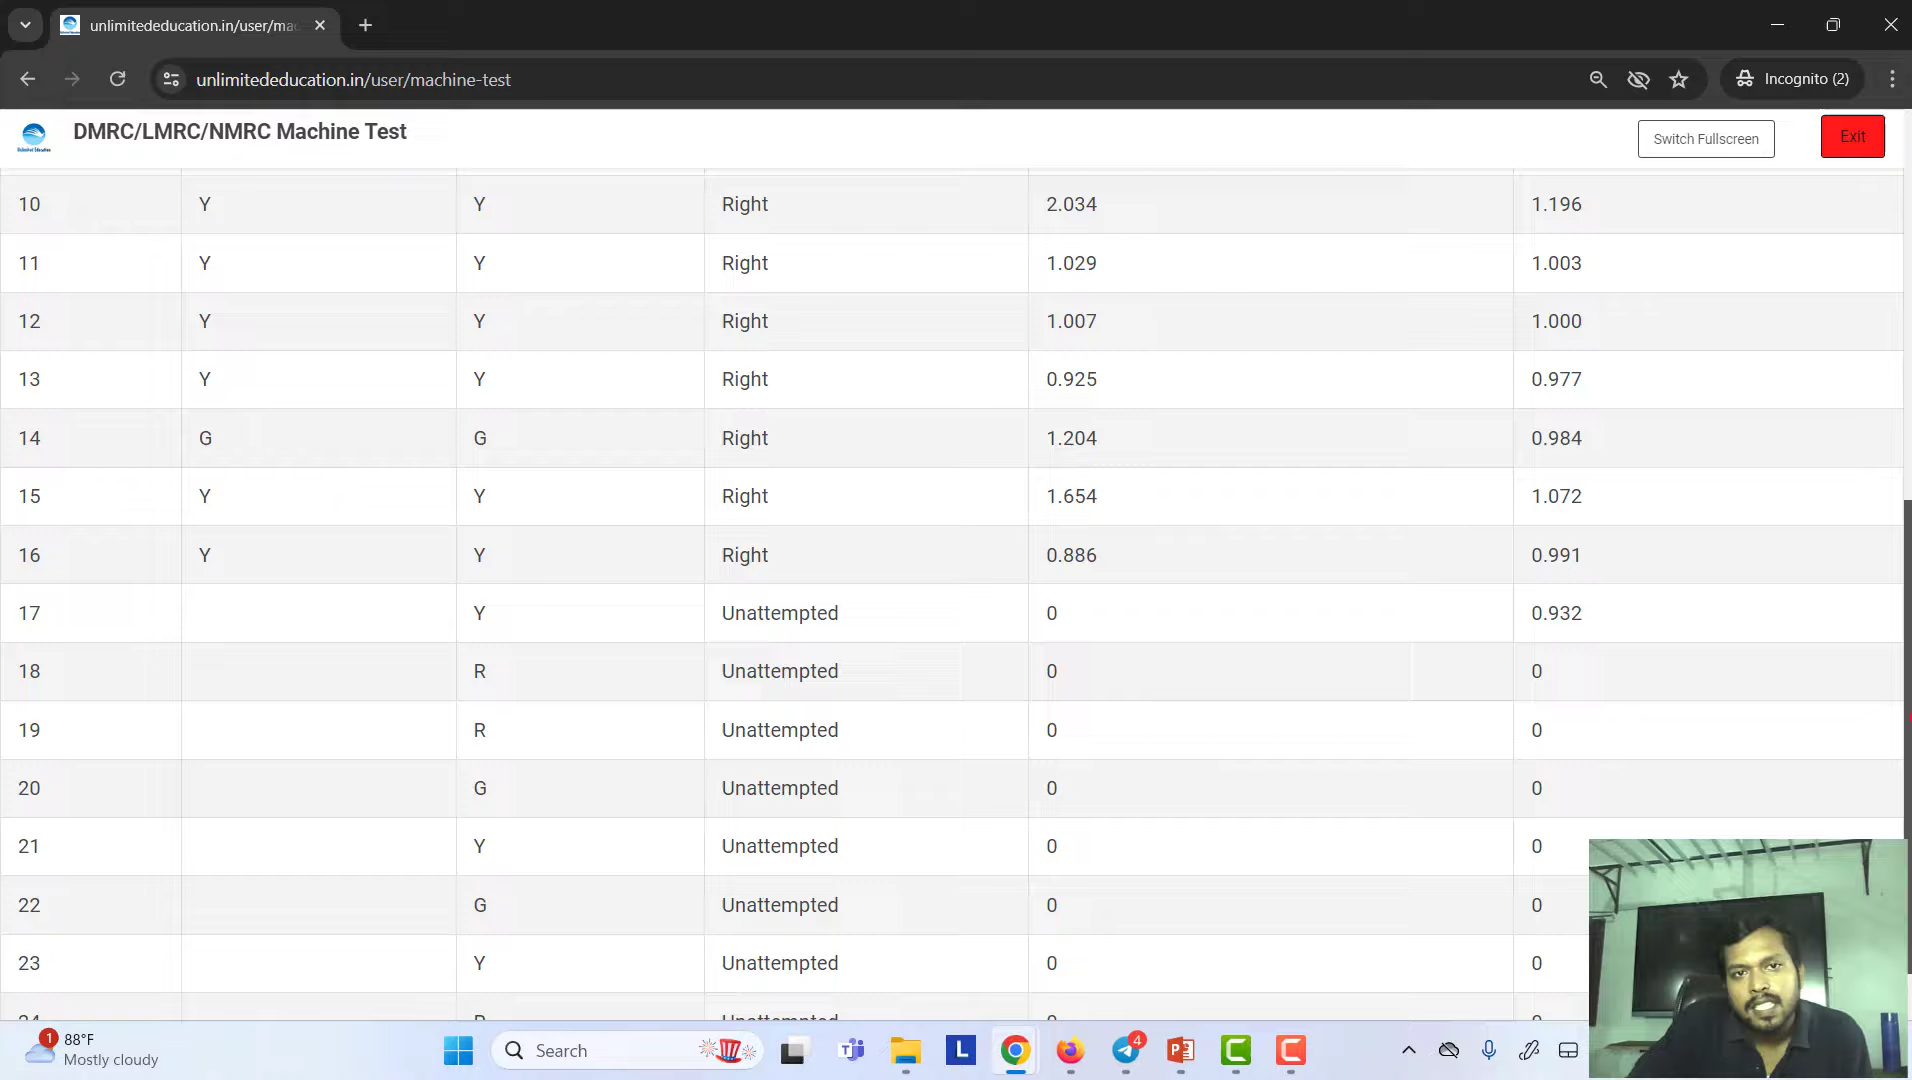 unlimitededucation.in/user/mac
unlimitededucation.in/user/machine-test
Incognito (2)
DMRC/LMRC/NMRC Machine Test
Switch Fullscreen
Exit
10 Y Y Right 2.034 1.196
11 Y Y Right 1.029 1.003
12 Y Y Right 1.007 1.000
13 Y Y Right 0.925 0.977
14 G G Right 1.204 0.984
15 Y Y Right 1.654 1.072
16 Y Y Right 0.886 0.991
17 Y Unattempted 0 0.932
18 R Unattempted 0 0
19 R Unattempted 0 0
20 G Unattempted 0 0
21 Y Unattempted 0 0
22 G Unattempted 0 0
23 Y Unattempted 0 0
1
88°F
Mostly cloudy
Search
L
4